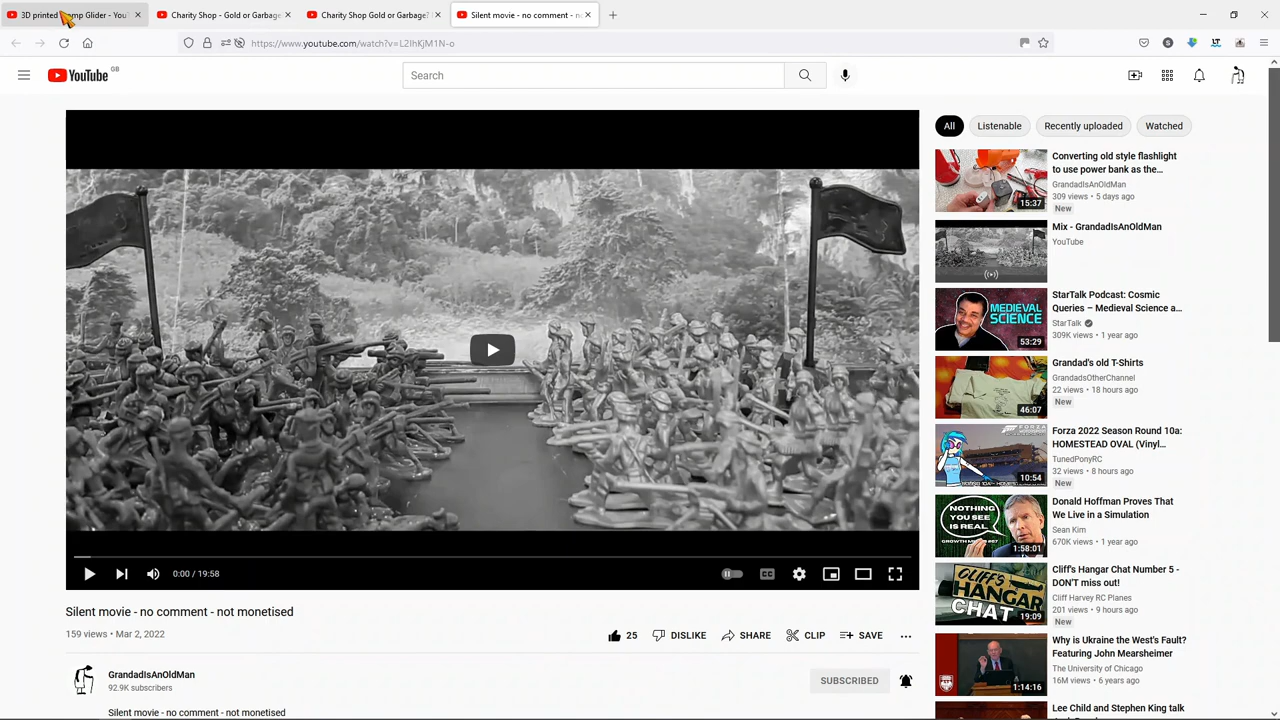 3D printed
mp Glider - You
Charity Shop - Gold or Garbage
Charity Shop Gold or Garbage?
Silent movie - no comment - n
https://www.youtube.com/watch?v=L2IhKjM1N-o
YouTube GB
Search
All
Listenable
Recently uploaded
Watched
Converting old style flashlight
to use power bank as the...
GrandadIsAnOldMan
309 views • 5 days ago
New
15:37
Mix - GrandadIsAnOldMan
YouTube
MEDIEVAL
SCIENCE
53:29
StarTalk Podcast: Cosmic
Queries – Medieval Science a...
StarTalk
309K views • 1 year ago
Grandad's old T-Shirts
GrandadsOtherChannel
22 views • 18 hours ago
New
46:07
FORZA
Forza 2022 Season Round 10a:
HOMESTEAD OVAL (Vinyl...
TunedPonyRC
32 views • 8 hours ago
New
10:54
NOTHING
YOU SEE
IS REAL
1:58:01
Donald Hoffman Proves That
We Live in a Simulation
Sean Kim
670K views • 1 year ago
CLIFF'S
HANGAR
CHAT
19:09
Cliff's Hangar Chat Number 5 -
DON'T miss out!
Cliff Harvey RC Planes
201 views • 9 hours ago
New
1:14:16
Why is Ukraine the West's Fault?
Featuring John Mearsheimer
The University of Chicago
16M views • 6 years ago
Lee Child and Stephen King talk
0:00 / 19:58
CC
Silent movie - no comment - not monetised
159 views • Mar 2, 2022
23
DISLIKE
SHARE
CLIP
SAVE
GrandadIsAnOldMan
92.9K subscribers
SUBSCRIBED
Silent movie - no comment - not monetised